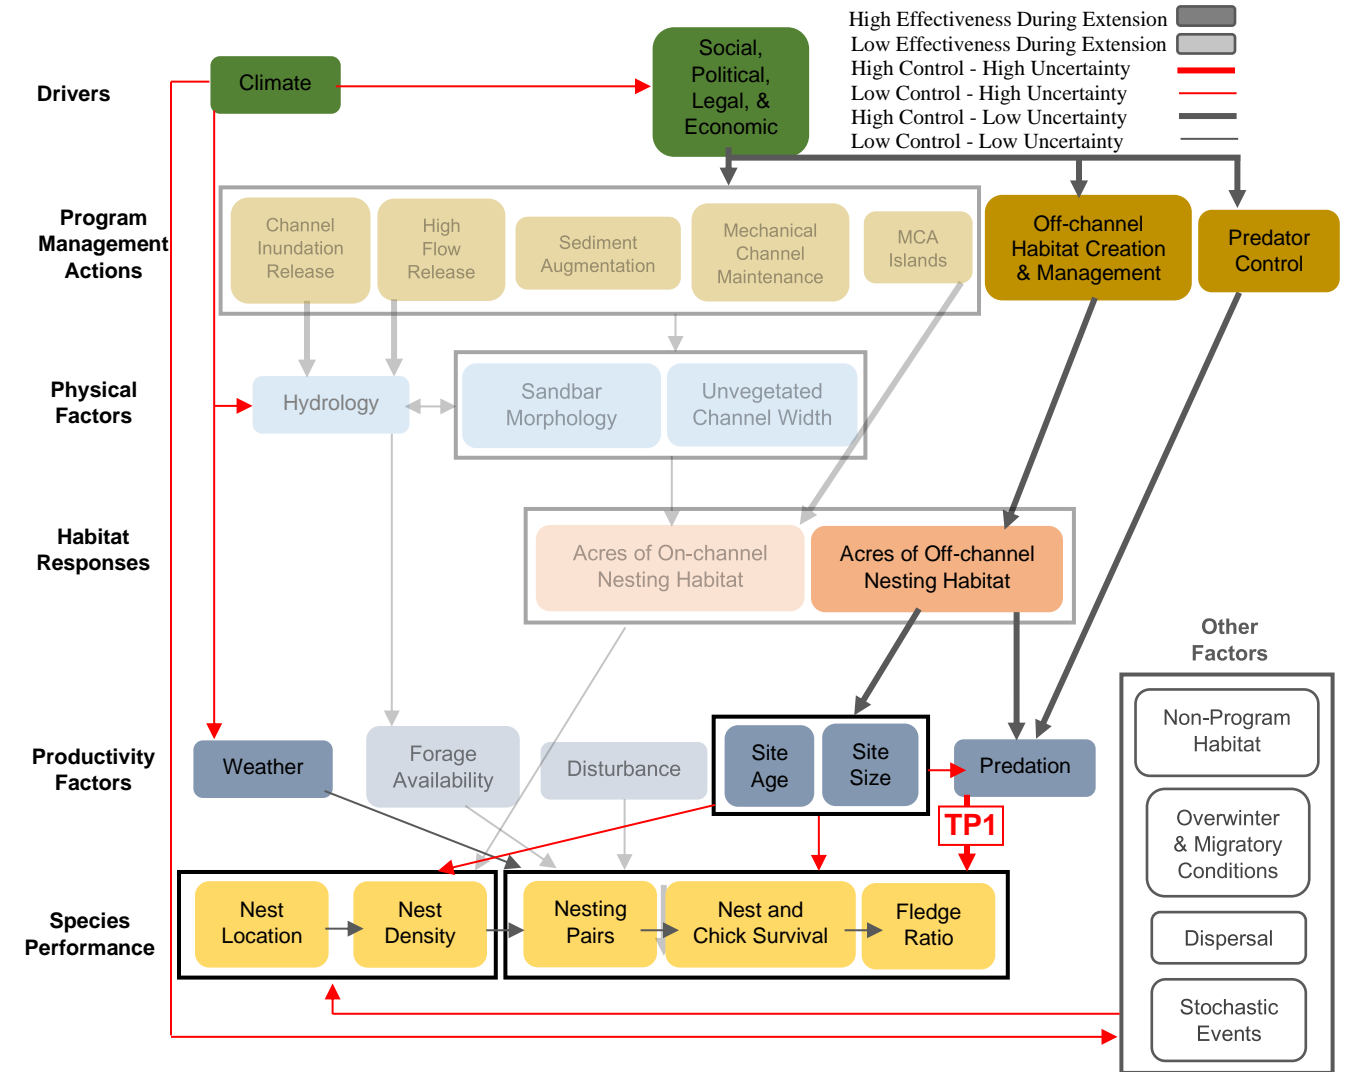 High Effectiveness During Extension
Low Effectiveness During Extension
High Control - High Uncertainty
Low Control - High Uncertainty
High Control - Low Uncertainty
Low Control - Low Uncertainty
Drivers
Climate
Social,
Political,
Legal, &
Economic
Program
Management
Actions
Channel
Inundation
Release
High
Flow
Release
Sediment
Augmentation
Mechanical
Channel
Maintenance
MCA
Islands
Off-channel
Habitat Creation
& Management
Predator
Control
Physical
Factors
Hydrology
Sandbar
Morphology
Unvegetated
Channel Width
Habitat
Responses
Acres of On-channel
Nesting Habitat
Acres of Off-channel
Nesting Habitat
Other
Factors
Non-Program
Habitat
Overwinter
& Migratory
Conditions
Dispersal
Stochastic
Events
Productivity
Factors
Weather
Forage
Availability
Disturbance
Site
Age
Site
Size
Predation
TP1
Species
Performance
Nest
Location
Nest
Density
Nesting
Pairs
Nest and
Chick Survival
Fledge
Ratio